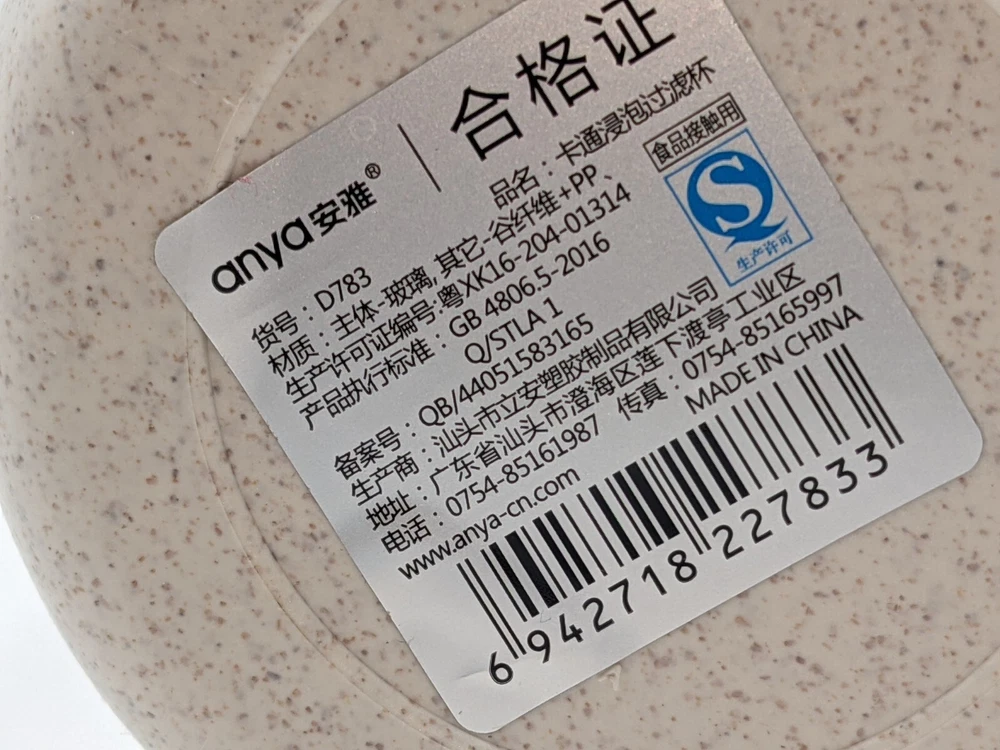 anya安雅® | 合格证
货号：D783 品名：卡通浸泡过滤杯
材质：主体-玻璃,其它-谷纤维+PP、
生产许可证编号:粤XK16-204-01314
产品执行标准：GB 4806.5-2016
Q/STLA 1
备案号：QB/44051583165
生产商：汕头市立安塑胶制品有限公司
地址：广东省汕头市澄海区莲下渡亭工业区
电话：0754-85161987 传真：0754-85165997
www.anya-cn.com MADE IN CHINA
食品接触用
S
生产许可
6942718227833